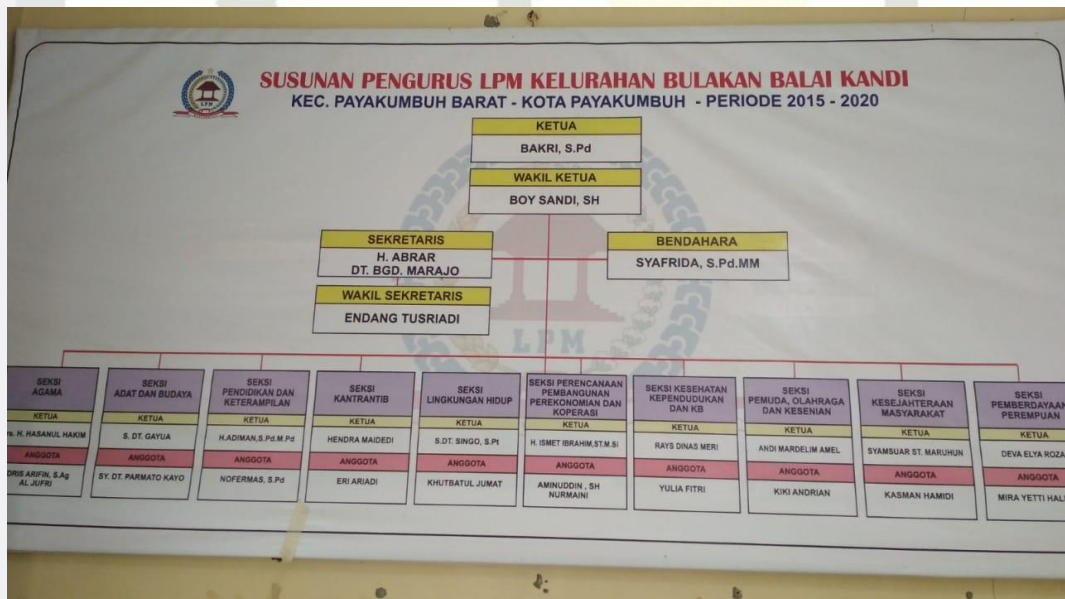 SUSUNAN PENGURUS LPM KELURAHAN BULAKAN BALAI KANDI
KEC. PAYAKUMBUH BARAT - KOTA PAYAKUMBUH - PERIODE 2015 - 2020
LPM
KETUA
BAKRI, S.Pd
WAKIL KETUA
BOY SANDI, SH
SEKRETARIS
H. ABRAR
DT. BGD. MARAJO
BENDAHARA
SYAFRIDA, S.Pd.MM
WAKIL SEKRETARIS
ENDANG TUSRIADI
LPM
SEKSI
AGAMA
KETUA
H. HASANUL HAKIM
ANGGOTA
ARIFIN, S.Ag
AL JUFRI
SEKSI
ADAT DAN BUDAYA
KETUA
S. DT. GAYUA
ANGGOTA
SY. DT. PARMATO KAYO
SEKSI
PENDIDIKAN DAN
KETERAMPILAN
KETUA
H.ADIMAN,S.Pd.M.Pd
ANGGOTA
NOFERMAS, S.Pd
SEKSI
KANTRANTIB
KETUA
HENDRA MAIDEDI
ANGGOTA
ERI ARIADI
SEKSI
LINGKUNGAN HIDUP
KETUA
S.DT. SINGO, S.Pt
ANGGOTA
KHUTBATUL JUMAT
SEKSI PERENCANAAN
PEMBANGUNAN
PEREKONOMIAN DAN
KOPERASI
KETUA
H. ISMET IBRAHIM,ST.M.Si
ANGGOTA
AMINUDDIN , SH
NURMAINI
SEKSI KESEHATAN
KEPENDUDUKAN
DAN KB
KETUA
RAYS DINAS MERI
ANGGOTA
YULIA FITRI
SEKSI
PEMUDA, OLAHRAGA
DAN KESENIAN
KETUA
ANDI MARDELIM AMEL
ANGGOTA
KIKI ANDRIAN
SEKSI
KESEJAHTERAAN
MASYARAKAT
KETUA
SYAMSUAR ST. MARUHUN
ANGGOTA
KASMAN HAMIDI
SEKSI
PEMBERDAYAAN
PEREMPUAN
KETUA
DEVA ELYA ROZA
ANGGOTA
MIRA YETTI